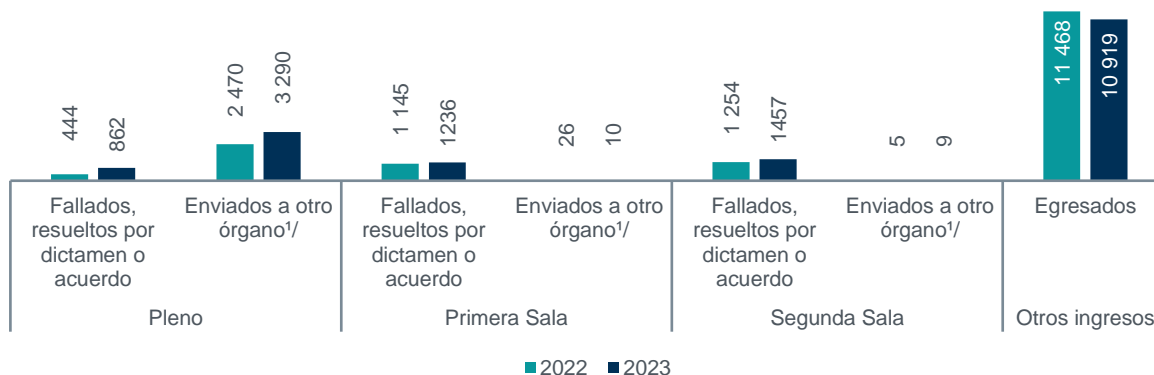 444
862
2 470
3 290
1 145
1236
26
10
1 254
1457
5
9
11 468
10 919
Fallados,
resueltos por
dictamen o
acuerdo
Enviados a otro
órgano¹/
Fallados,
resueltos por
dictamen o
acuerdo
Enviados a otro
órgano¹/
Fallados,
resueltos por
dictamen o
acuerdo
Enviados a otro
órgano¹/
Egresados
Pleno
Primera Sala
Segunda Sala
Otros ingresos
2022
2023